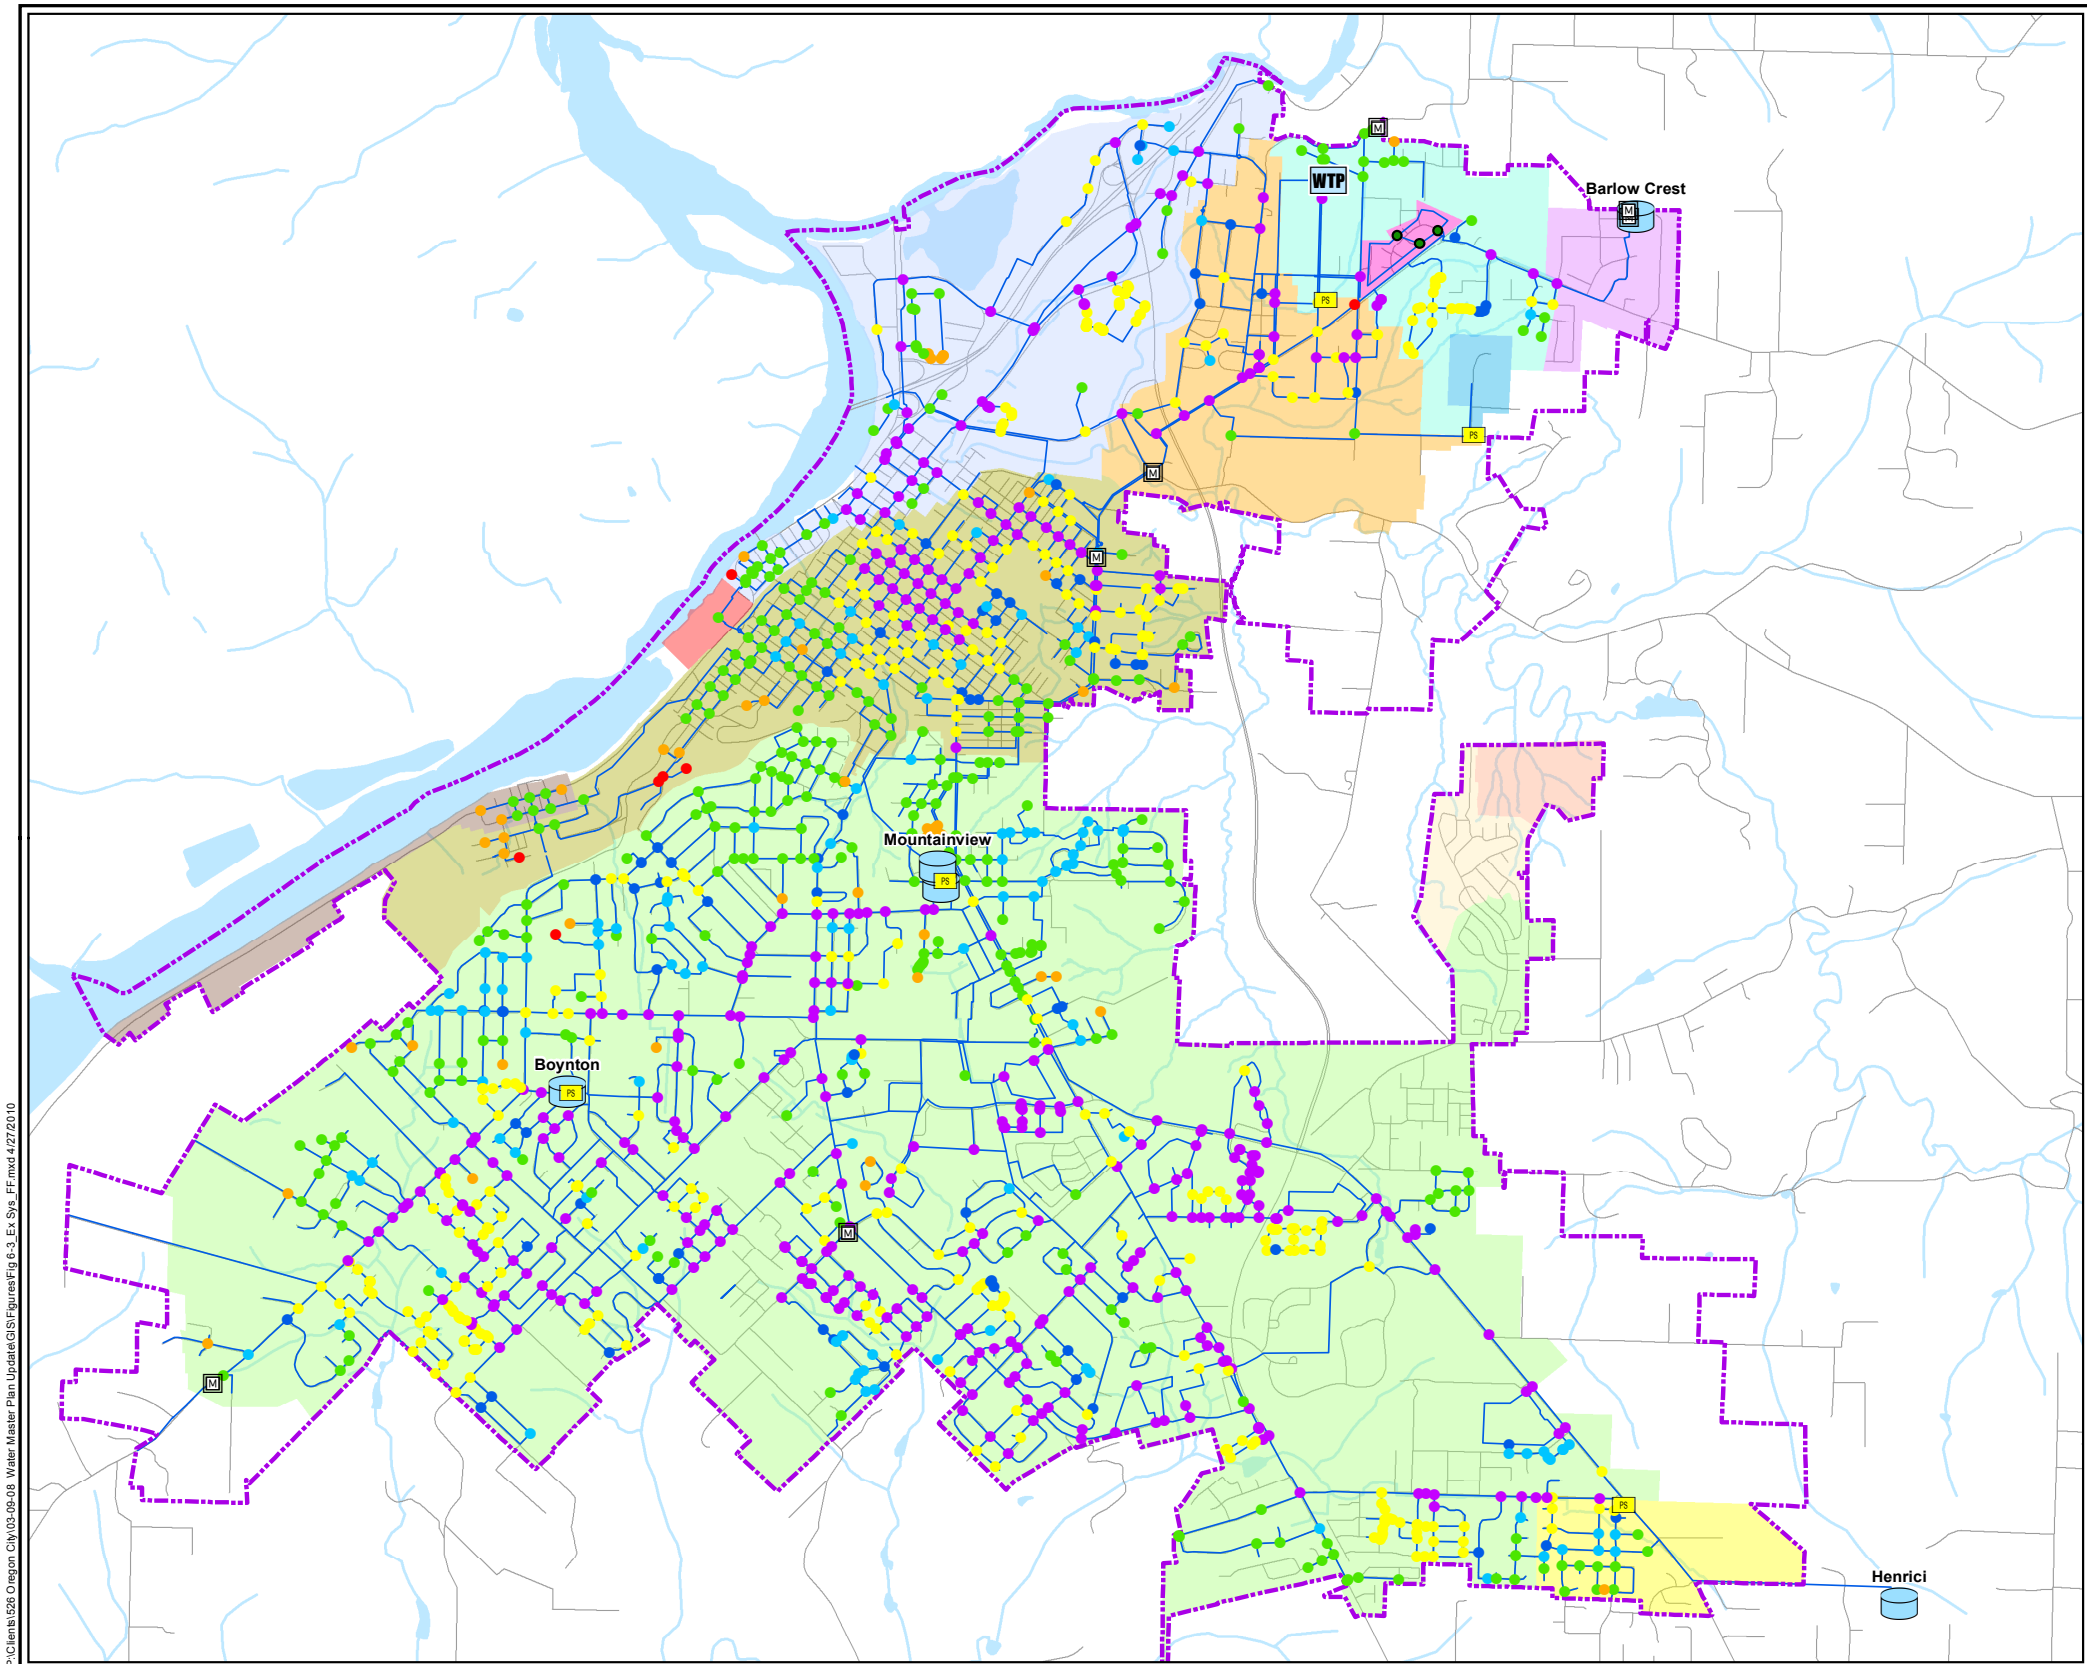 M
WTP
Barlow Crest
M
PS
PS
M
M
Mountainview
PS
Boynton
PS
M
M
PS
Henrici
P:\Clients\526 Oregon City\03-09-08 Water Master Plan Update\GIS\Figures\Fig 6-3_Ex Sys_FF.mxd 4/27/2010